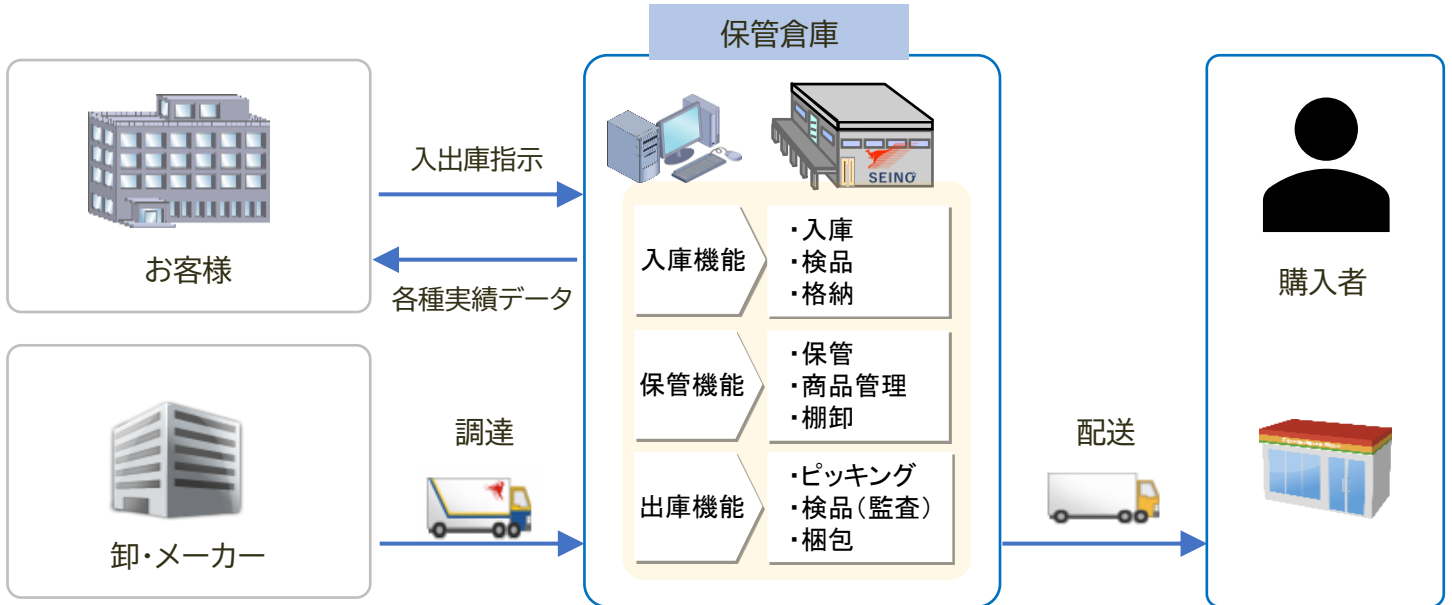 保管倉庫
お客様
入出庫指示
各種実績データ
卸・メーカー
調達
SEINO
入庫機能
・入庫
・検品
・格納
保管機能
・保管
・商品管理
・棚卸
出庫機能
・ピッキング
・検品（監査）
・梱包
配送
購入者